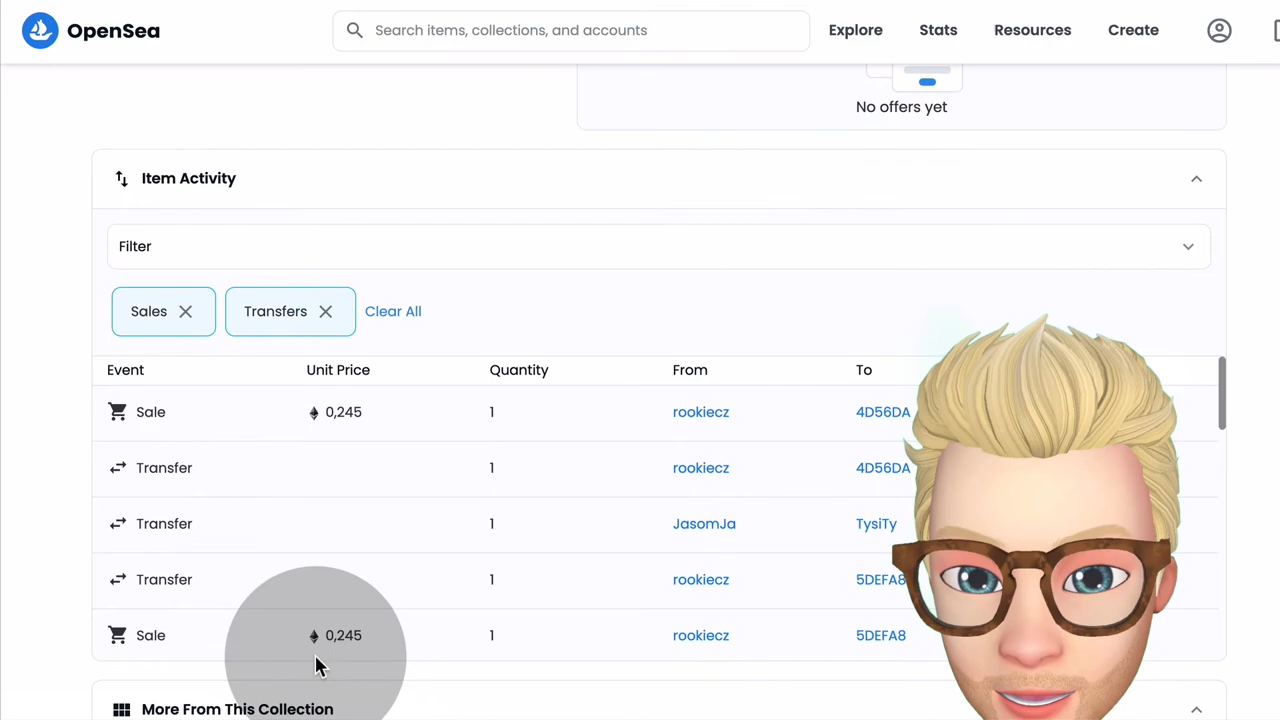 OpenSea Search items, collections, and accounts Explore Stats Resources Create
No offers yet
Item Activity
Filter
Sales Transfers Clear All
Event Unit Price Quantity From To
Sale 0,245 1 rookiecz 4D56DA
Transfer 1 rookiecz 4D56DA
Transfer 1 JasomJa TysiTy
Transfer 1 rookiecz 5DEFA8
Sale 0,245 1 rookiecz 5DEFA8
More From This Collection